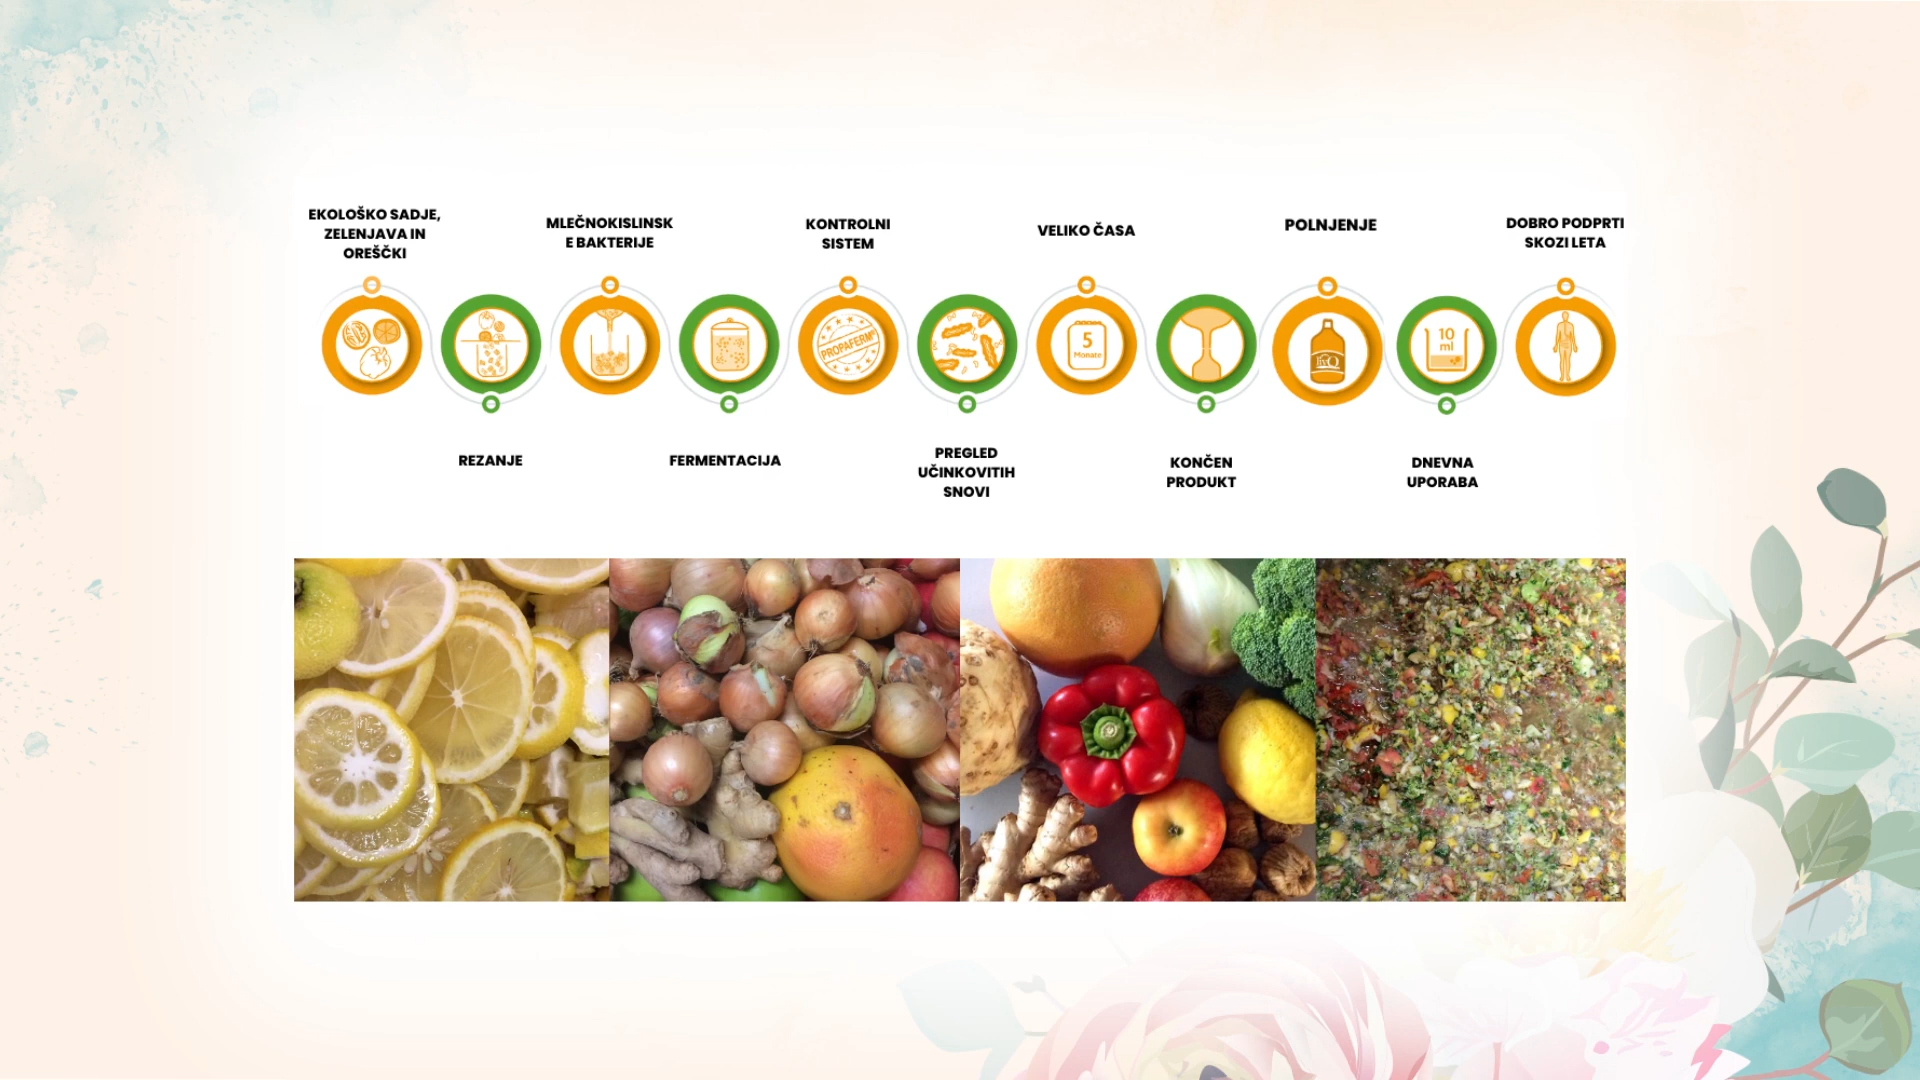 EKOLOŠKO SADJE,
ZELENJAVA IN
OREŠČKI
MLEČNOKISLINSK
E BAKTERIJE
KONTROLNI
SISTEM
VELIKO ČASA
POLNJENJE
DOBRO PODPRTI
SKOZI LETA
PROPAFERM
5
Monate
LivQ
10
ml
REZANJE
FERMENTACIJA
PREGLED
UČINKOVITIH
SNOVI
KONČEN
PRODUKT
DNEVNA
UPORABA